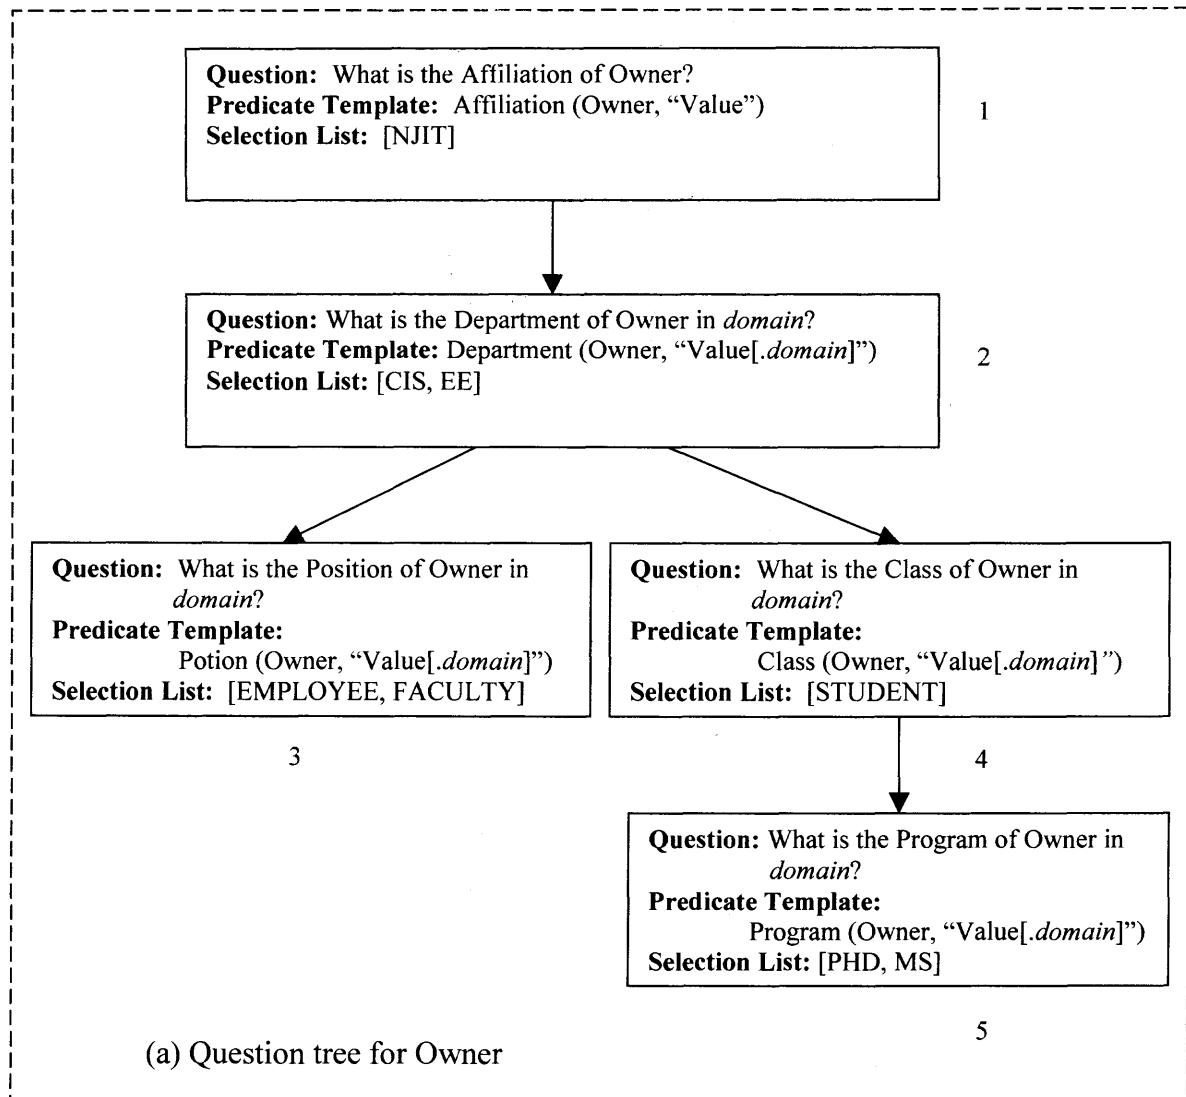 Question: What is the Affiliation of Owner?
Predicate Template: Affiliation (Owner, “Value”)
Selection List: [NJIT]
1
Question: What is the Department of Owner in domain?
Predicate Template: Department (Owner, “Value[.domain]”)
Selection List: [CIS, EE]
2
Question: What is the Position of Owner in
domain?
Predicate Template:
Potion (Owner, “Value[.domain]”)
Selection List: [EMPLOYEE, FACULTY]
3
Question: What is the Class of Owner in
domain?
Predicate Template:
Class (Owner, “Value[.domain]”)
Selection List: [STUDENT]
4
Question: What is the Program of Owner in
domain?
Predicate Template:
Program (Owner, “Value[.domain]”)
Selection List: [PHD, MS]
5
(a) Question tree for Owner